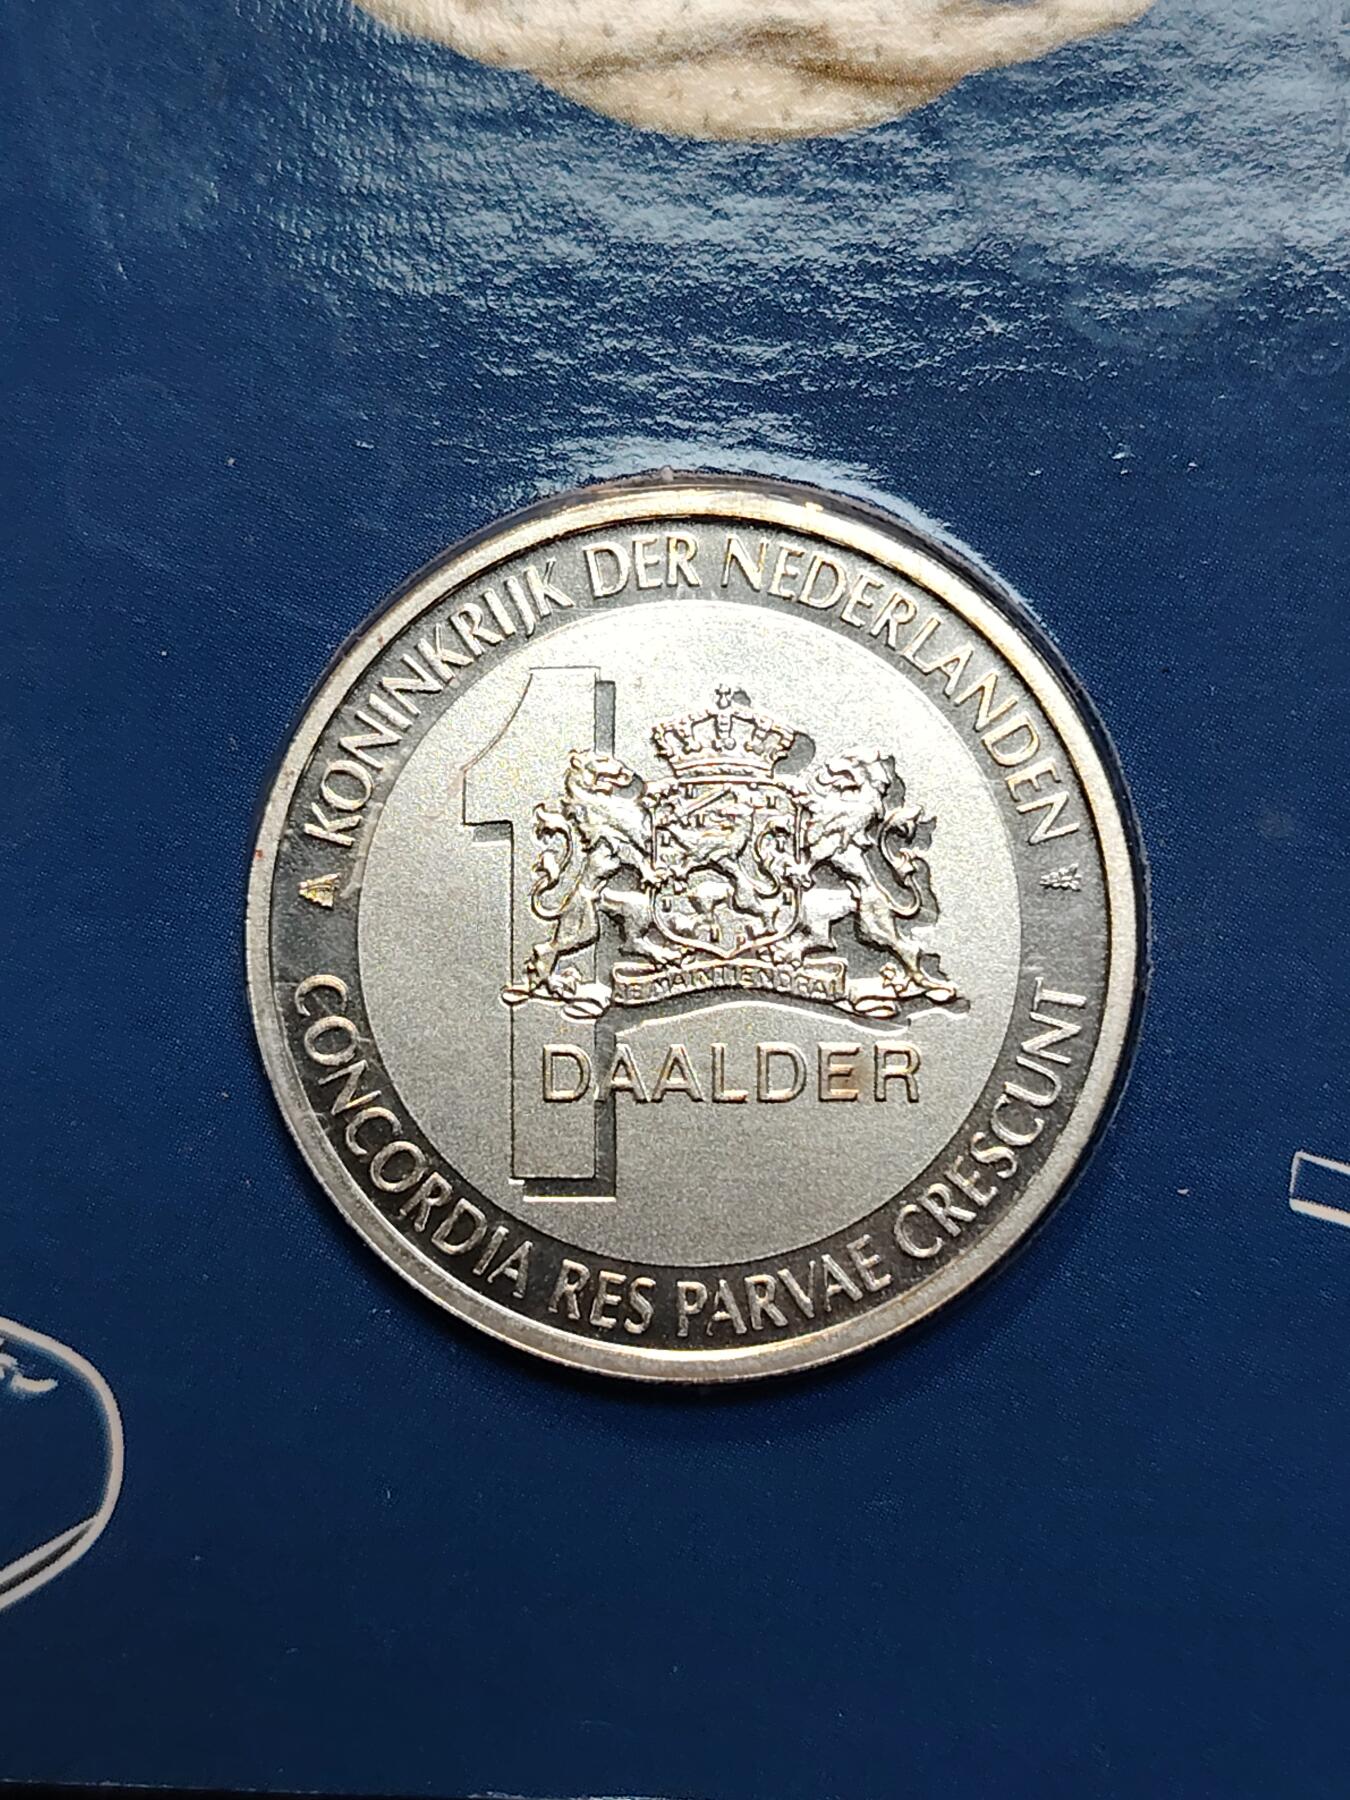 KONINKRIJK DER NEDERLANDEN
1
JE MAINTIENDRAI
DAALDER
CONCORDIA RES PARVAE CRESCUNT